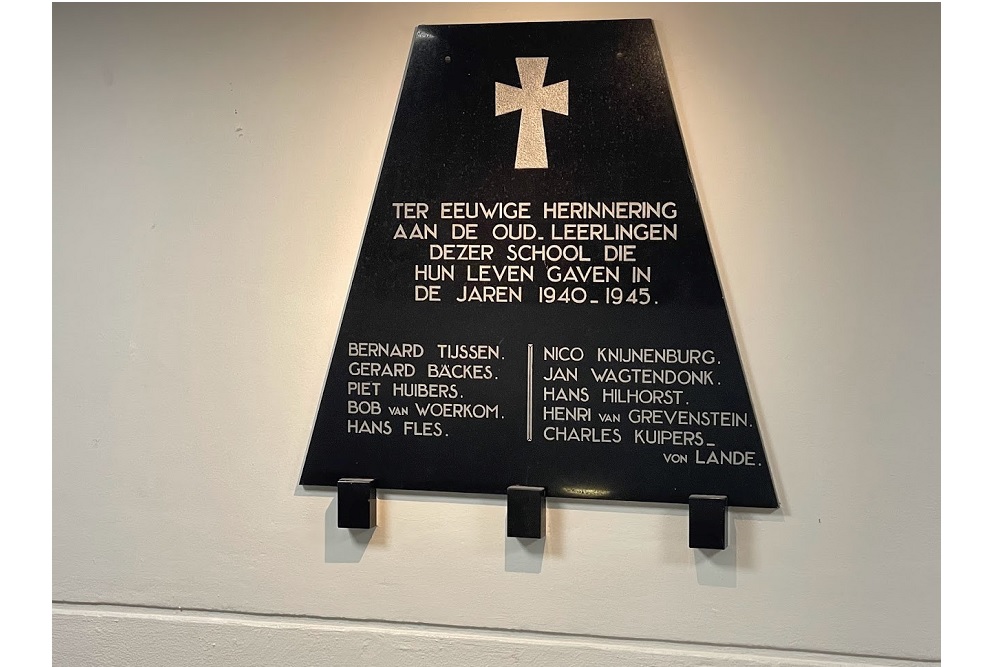 TER EEUWIGE HERINNERING
AAN DE OUD_LEERLINGEN
DEZER SCHOOL DIE
HUN LEVEN GAVEN IN
DE JAREN 1940_1945.
BERNARD TIJSSEN.
GERARD BÄCKES.
PIET HUIBERS.
BOB VAN WOERKOM.
HANS FLES.
NICO KNIJNENBURG.
JAN WAGTENDONK.
HANS HILHORST.
HENRI VAN GREVENSTEIN.
CHARLES KUIPERS_
VON LANDE.